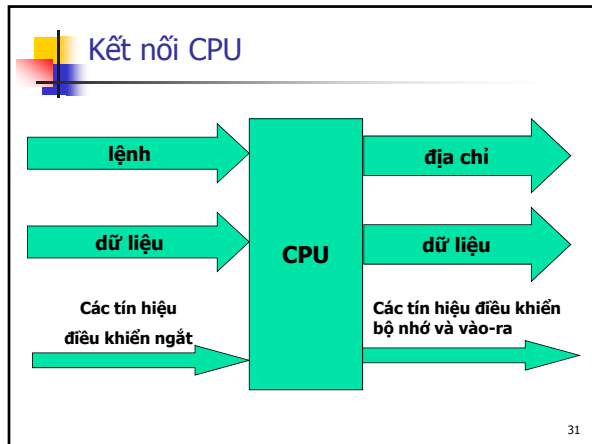 Kết nối CPU
lệnh
dữ liệu
Các tín hiệu
điều khiển ngắt
CPU
địa chỉ
dữ liệu
Các tín hiệu điều khiển
bộ nhớ và vào-ra
31